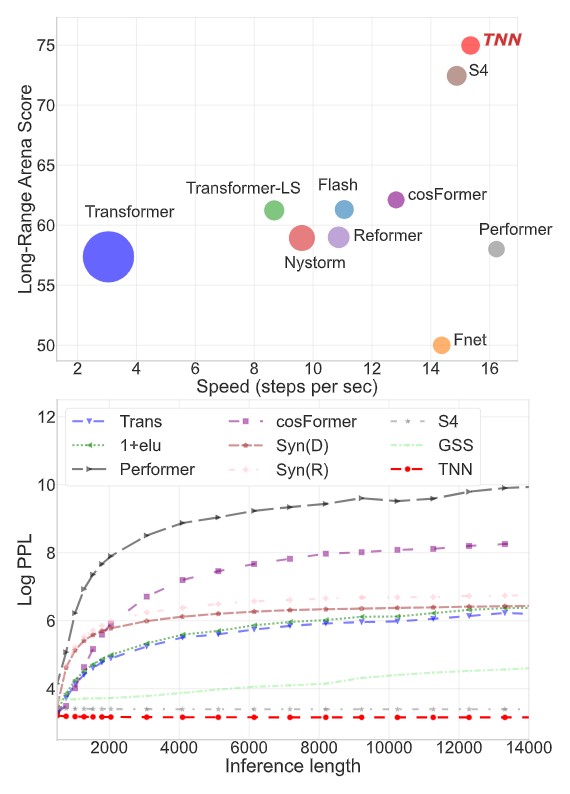 75
70
65
60
55
50
Long-Range Arena Score
TNN
S4
Transformer-LS
Flash
cosFormer
Transformer
Performer
Reformer
Nystorm
Fnet
2 4 6 8 10 12 14 16
Speed (steps per sec)
12
10
8
6
4
Log PPL
Trans cosFormer S4
1+elu Syn(D) GSS
Performer Syn(R) TNN
2000 4000 6000 8000 10000 12000 14000
Inference length